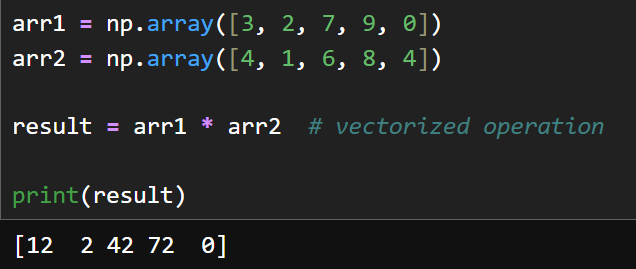 arr1 = np.array([3, 2, 7, 9, 0])
arr2 = np.array([4, 1, 6, 8, 4])
result = arr1 * arr2  # vectorized operation
print(result)
[12  2 42 72  0]